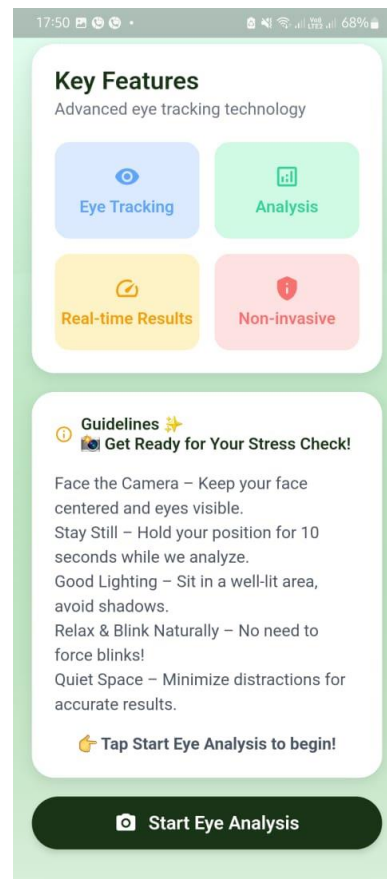 17:50
68%
Key Features
Advanced eye tracking technology
Eye Tracking
Analysis
Real-time Results
Non-invasive
Guidelines ✨
📸 Get Ready for Your Stress Check!
Face the Camera – Keep your face
centered and eyes visible.
Stay Still – Hold your position for 10
seconds while we analyze.
Good Lighting – Sit in a well-lit area,
avoid shadows.
Relax & Blink Naturally – No need to
force blinks!
Quiet Space – Minimize distractions for
accurate results.
👉 Tap Start Eye Analysis to begin!
Start Eye Analysis